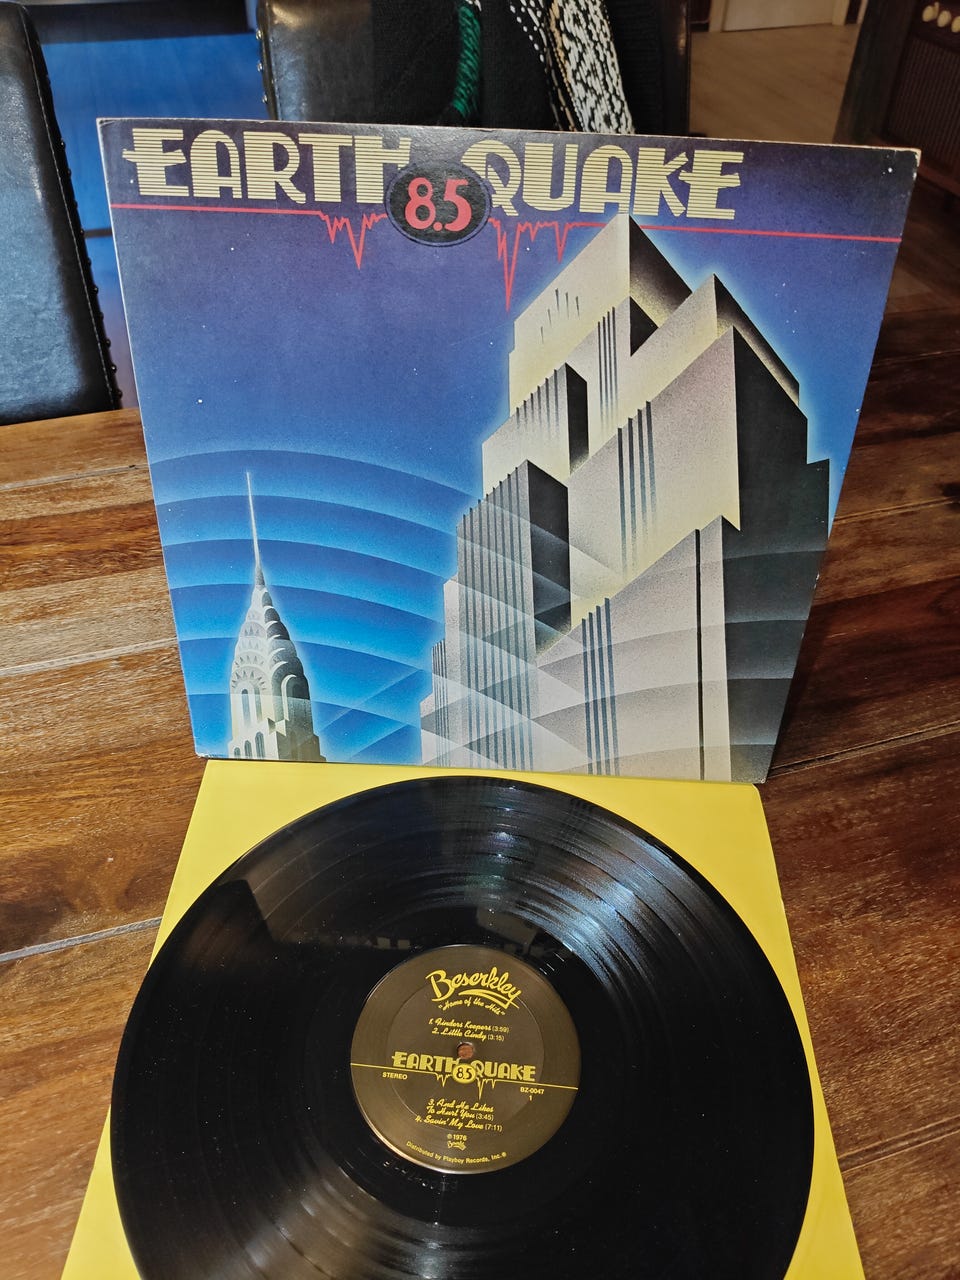 EARTH QUAKE
8.5
Beserkley
"Home of the Hits"
1. Finders Keepers (3:59)
2. Little Cindy (3:15)
EARTH QUAKE
8.5
STEREO
BZ-0047
1
3. And He Likes
To Hurt You (3:45)
4. Savin' My Love (7:11)
℗ 1976
Beserkley
Distributed by Playboy Records, Inc.®